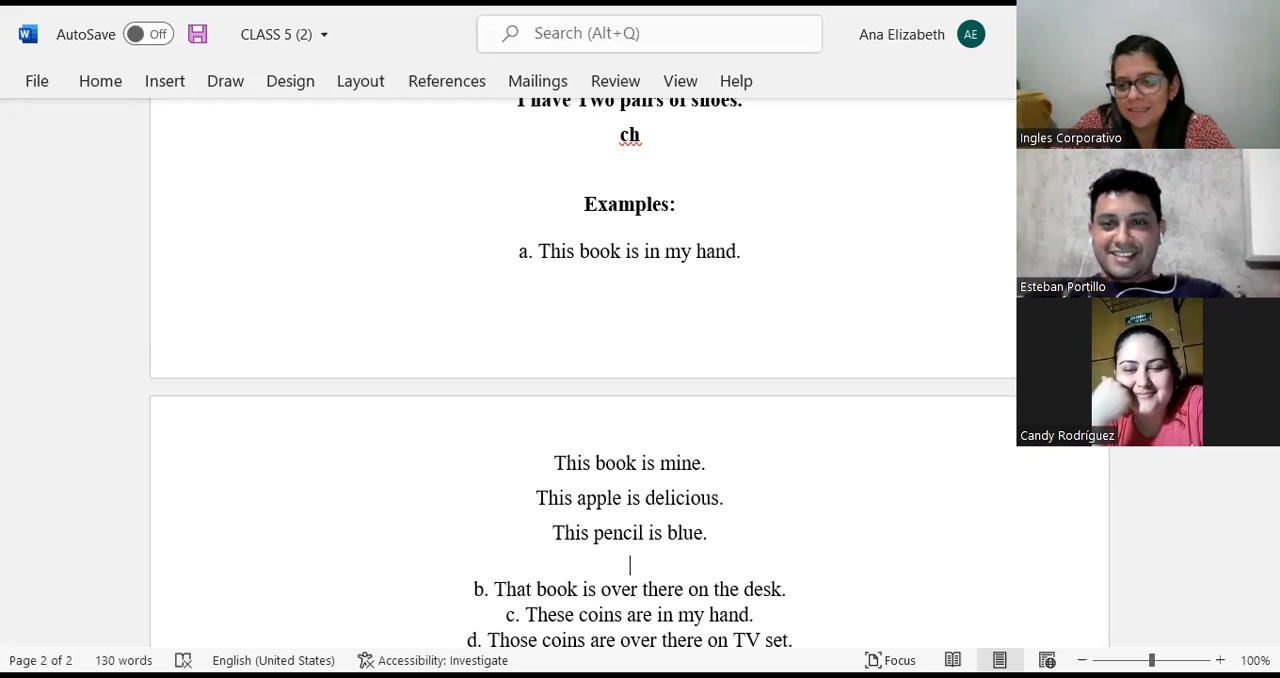 AutoSave Off CLASS 5 (2) Search (Alt+Q) Ana Elizabeth AE
File Home Insert Draw Design Layout References Mailings Review View Help
I have Two pairs of shoes.
ch
Examples:
a. This book is in my hand.
This book is mine.
This apple is delicious.
This pencil is blue.
b. That book is over there on the desk.
c. These coins are in my hand.
d. Those coins are over there on TV set.
Page 2 of 2 130 words English (United States) Accessibility: Investigate Focus 100%
Ingles Corporativo
Esteban Portillo
Candy Rodríguez